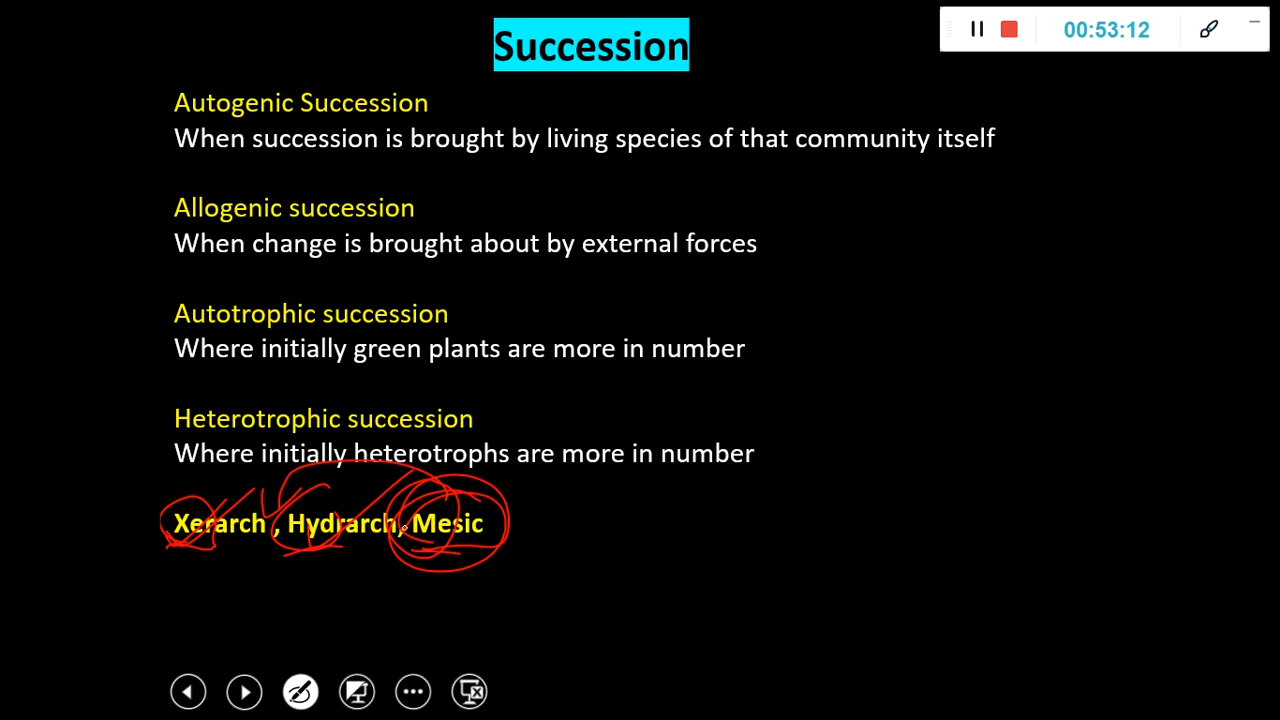 Succession
00:53:12
Autogenic Succession
When succession is brought by living species of that community itself
Allogenic succession
When change is brought about by external forces
Autotrophic succession
Where initially green plants are more in number
Heterotrophic succession
Where initially heterotrophs are more in number
Xerarch , Hydrarch, Mesic